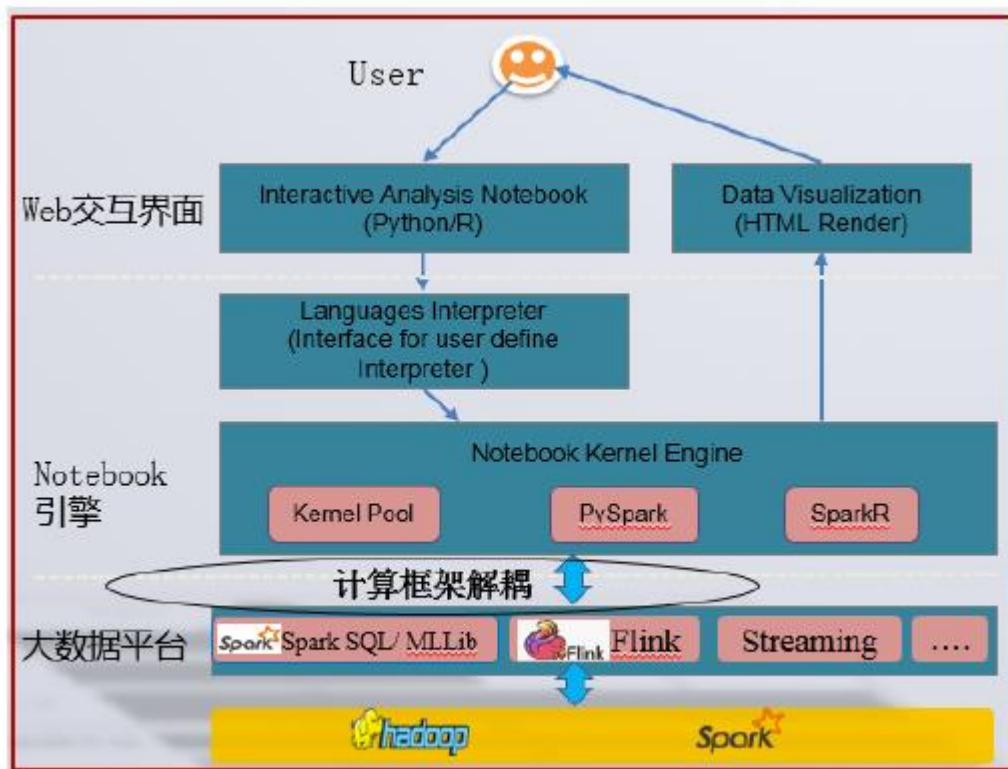 User
Web交互界面
Interactive Analysis Notebook
(Python/R)
Data Visualization
(HTML Render)
Languages Interpreter
(Interface for user define
Interpreter )
Notebook
引擎
Notebook Kernel Engine
Kernel Pool
PySpark
SparkR
计算框架解耦
大数据平台
Spark Spark SQL/ MLLib
Flink Flink
Streaming
....
hadoop
Spark